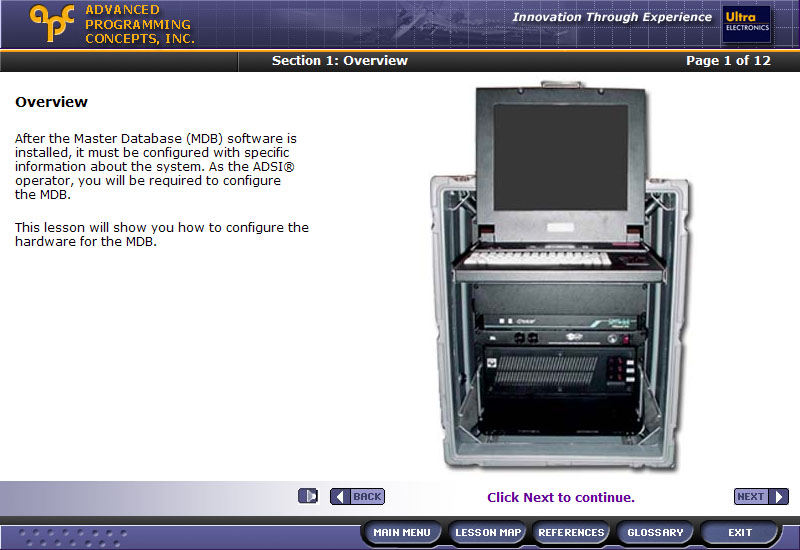 apc
ADVANCED
PROGRAMMING
CONCEPTS, INC.
Innovation Through Experience
Ultra
ELECTRONICS
Section 1: Overview
Page 1 of 12
Overview
After the Master Database (MDB) software is
installed, it must be configured with specific
information about the system. As the ADSI®
operator, you will be required to configure
the MDB.
This lesson will show you how to configure the
hardware for the MDB.
BACK
Click Next to continue.
NEXT
MAIN MENU
LESSON MAP
REFERENCES
GLOSSARY
EXIT